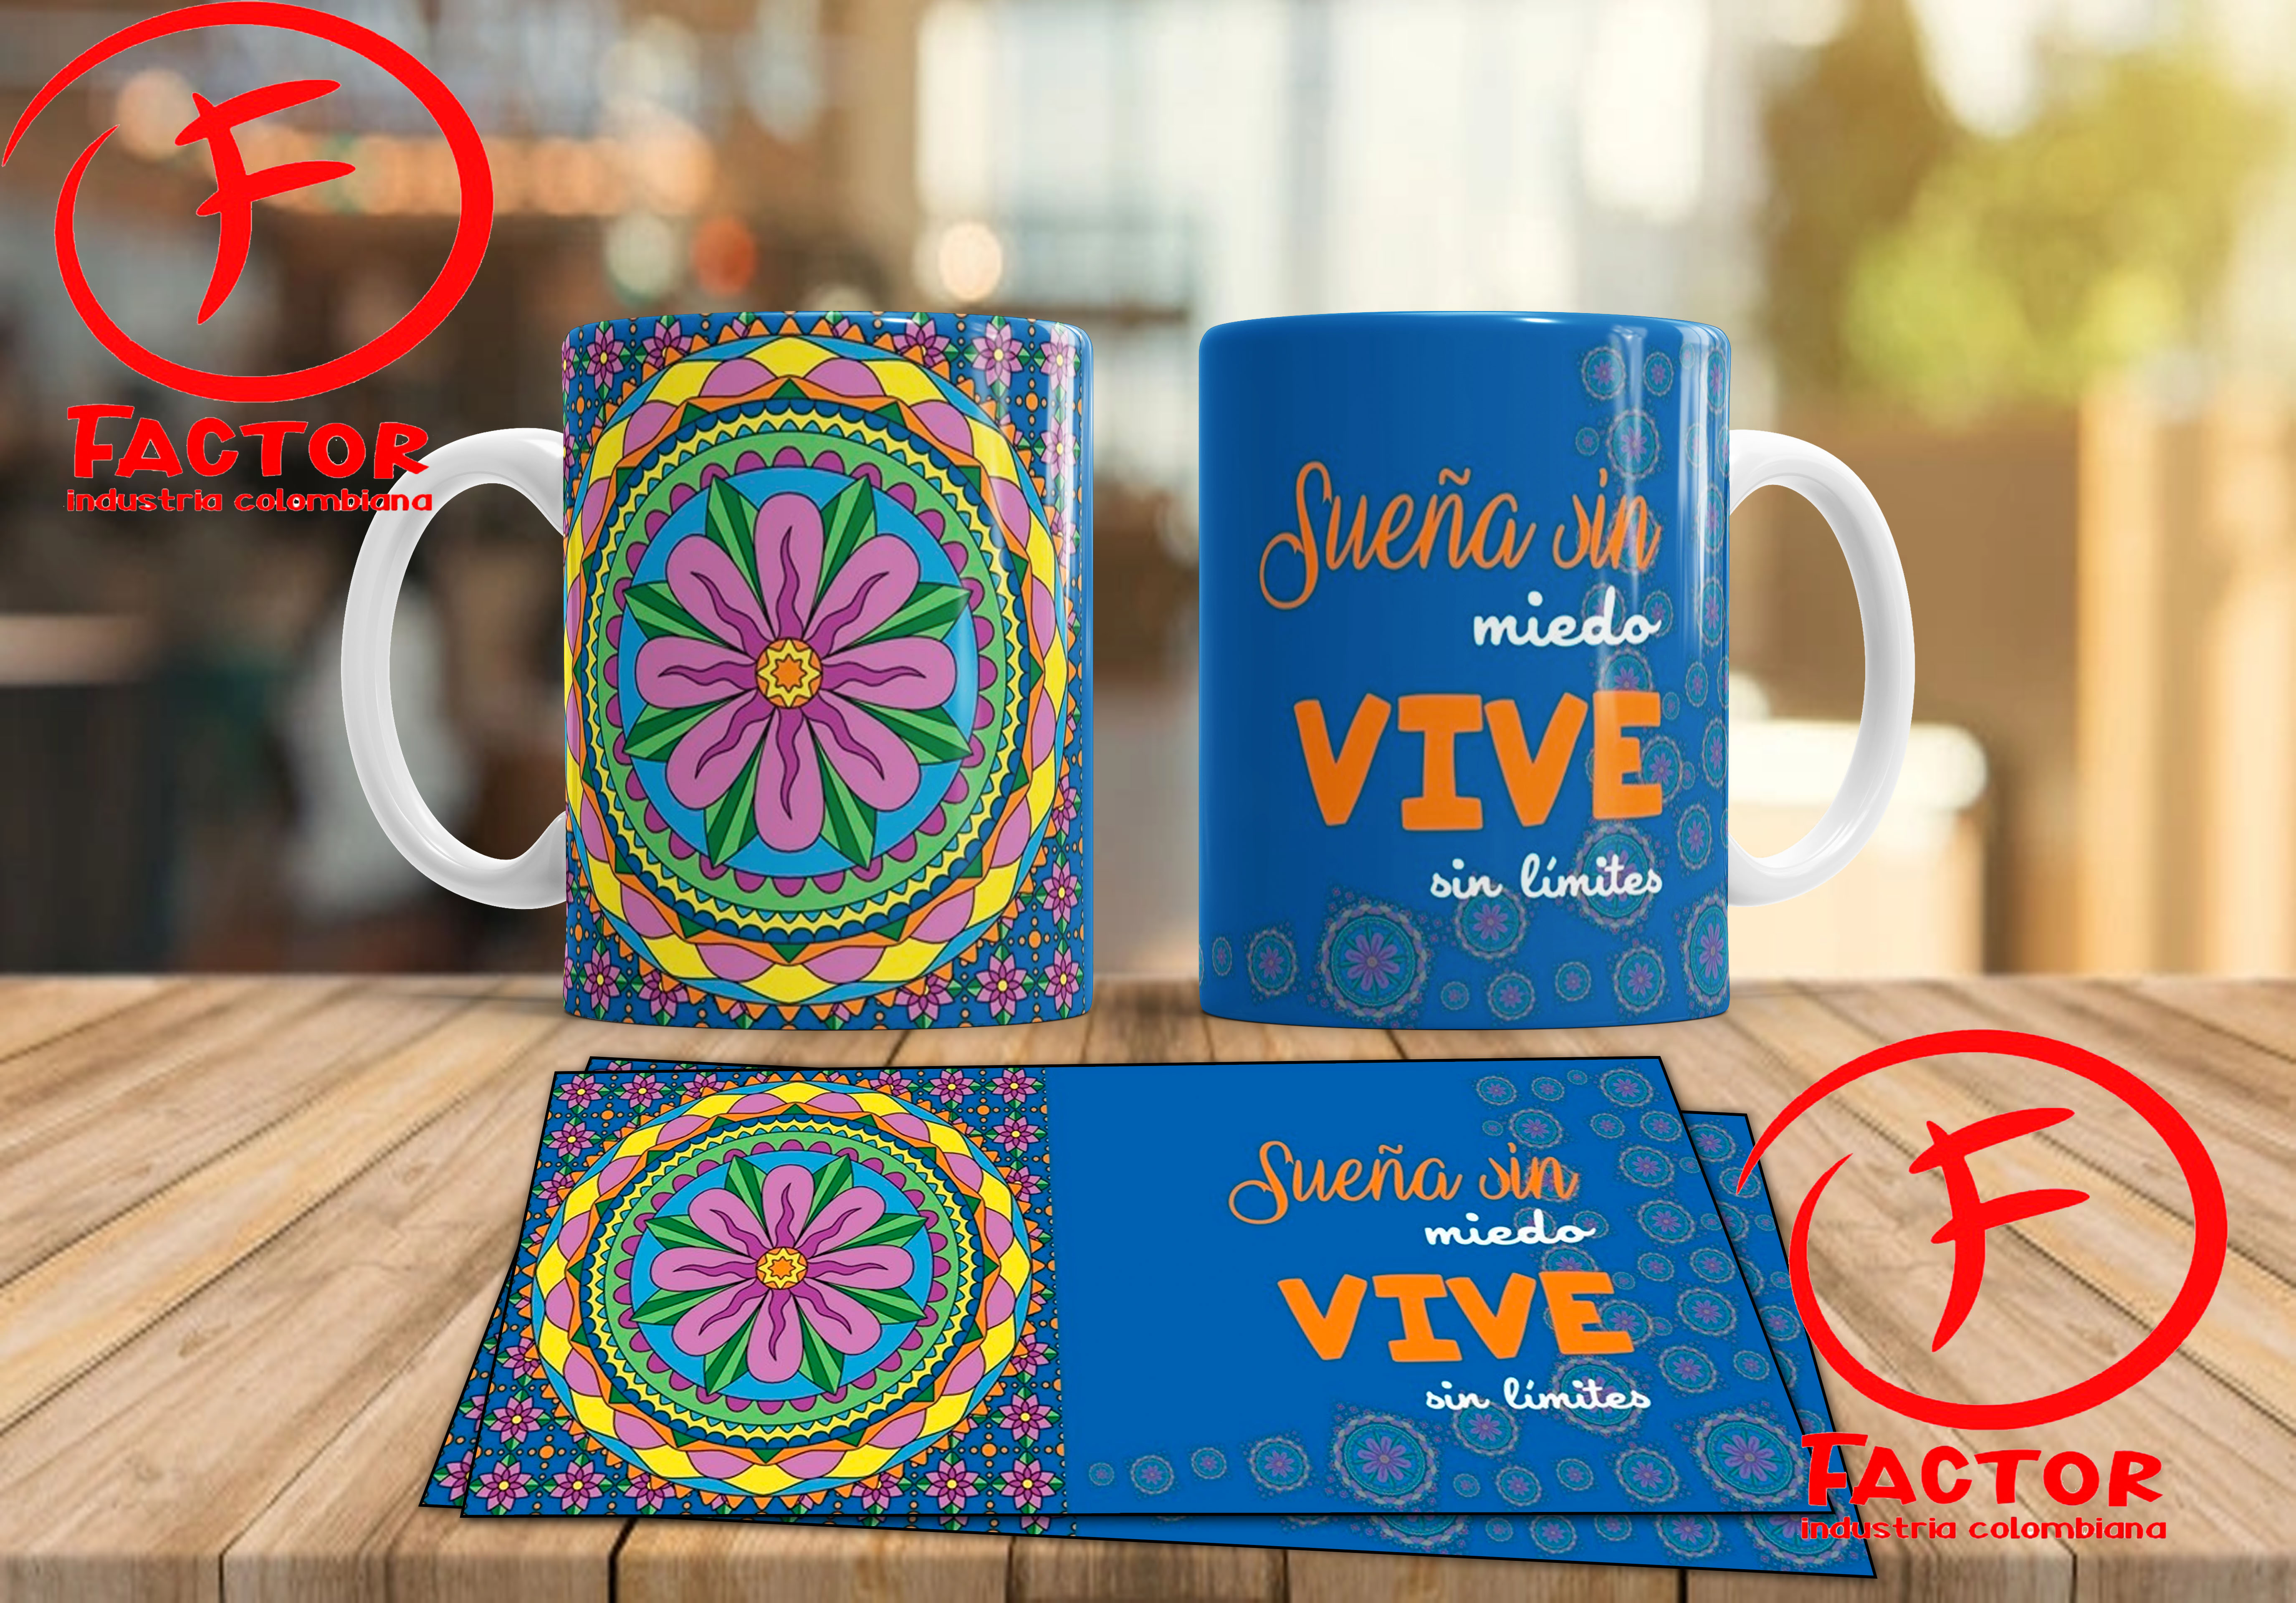 F
FACTOR
industria colombiana
Sueña sin
miedo
VIVE
sin límites
Sueña sin
miedo
VIVE
sin límites
F
FACTOR
industria colombiana